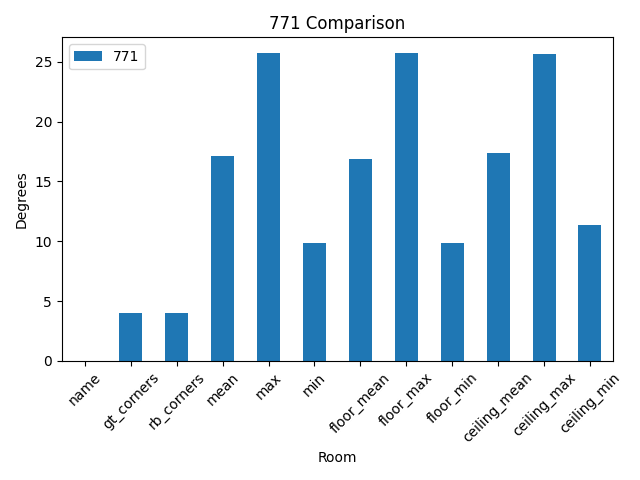 771 Comparison
771
Degrees
25
20
15
10
5
0
name
gt_corners
rb_corners
mean
max
min
floor_mean
floor_max
floor_min
ceiling_mean
ceiling_max
ceiling_min
Room